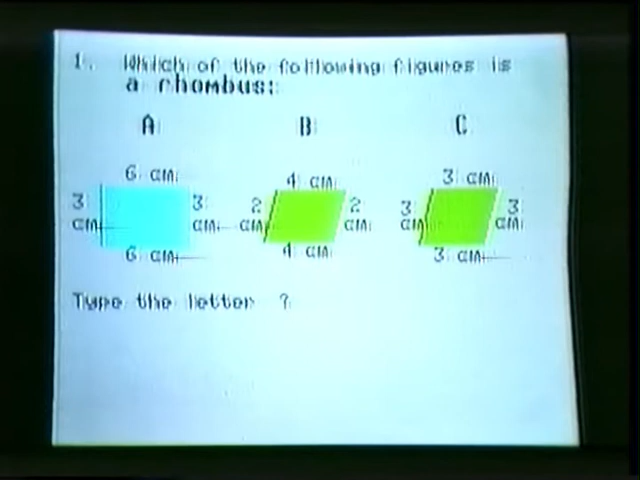 1. Which of the following figures is
a rhombus:
A B C
6 cm 4 cm 3 cm
3 cm 3 cm 2 cm 2 cm 3 cm 3 cm
6 cm 4 cm 3 cm
Type the letter ?